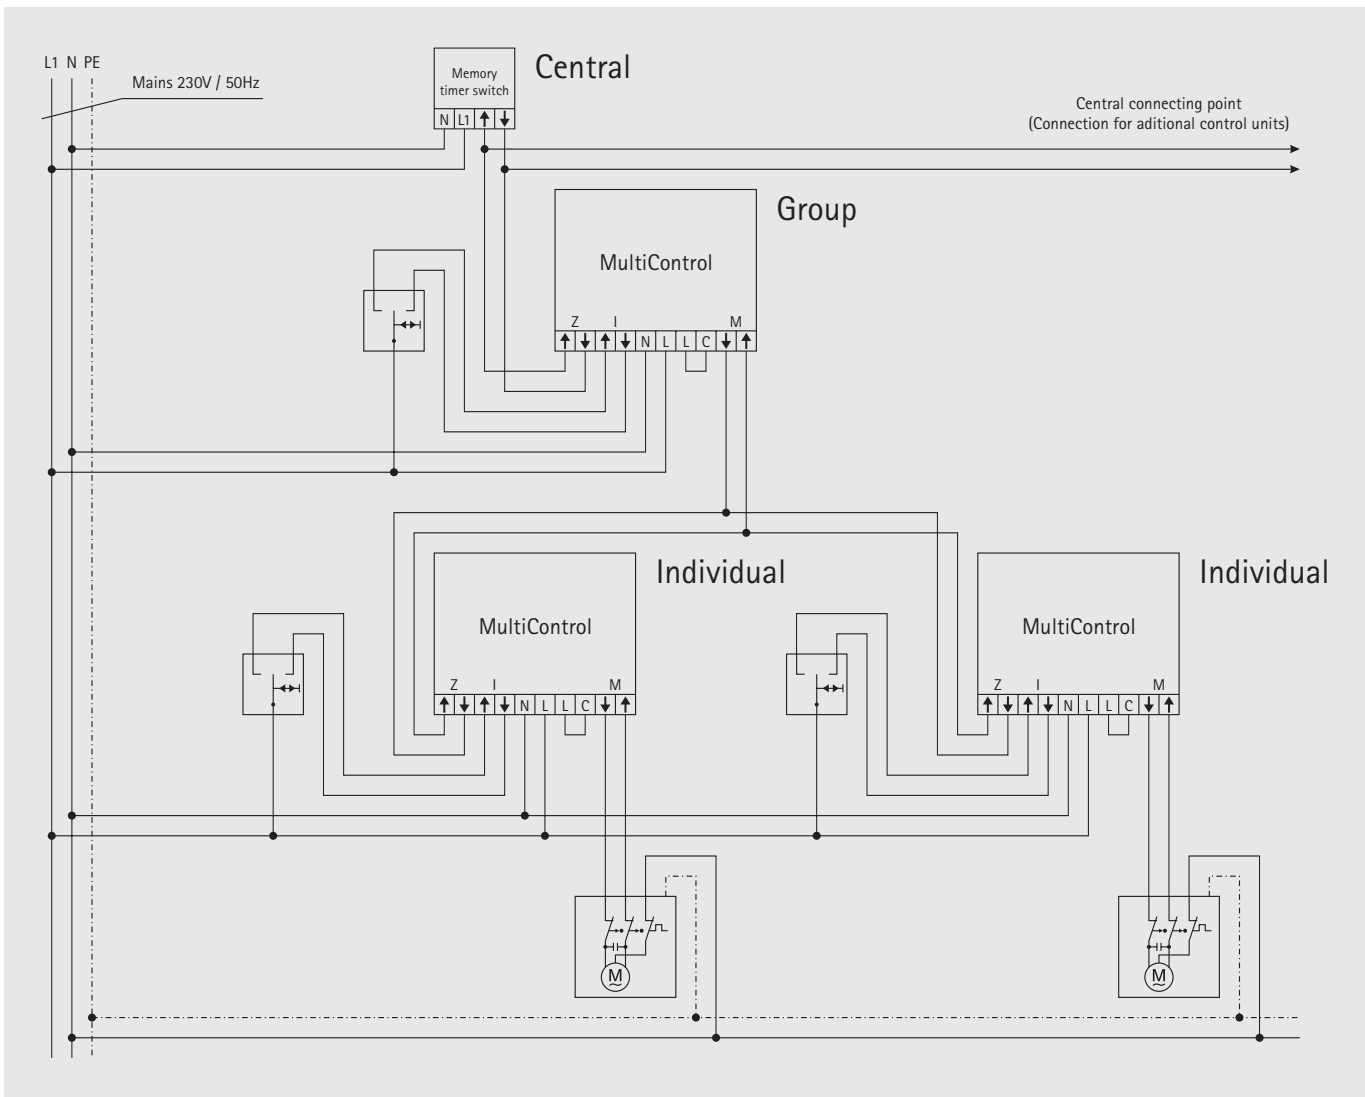 L1 N PE
Mains 230V / 50Hz
Memory
timer switch
Central
N L1 ↑ ↓
Central connecting point
(Connection for aditional control units)
Group
MultiControl
Z I M
↑ ↓ ↑ ↓ N L L C ↓ ↑
Individual
MultiControl
Z I M
↑ ↓ ↑ ↓ N L L C ↓ ↑
Individual
MultiControl
Z I M
↑ ↓ ↑ ↓ N L L C ↓ ↑
M
~
M
~